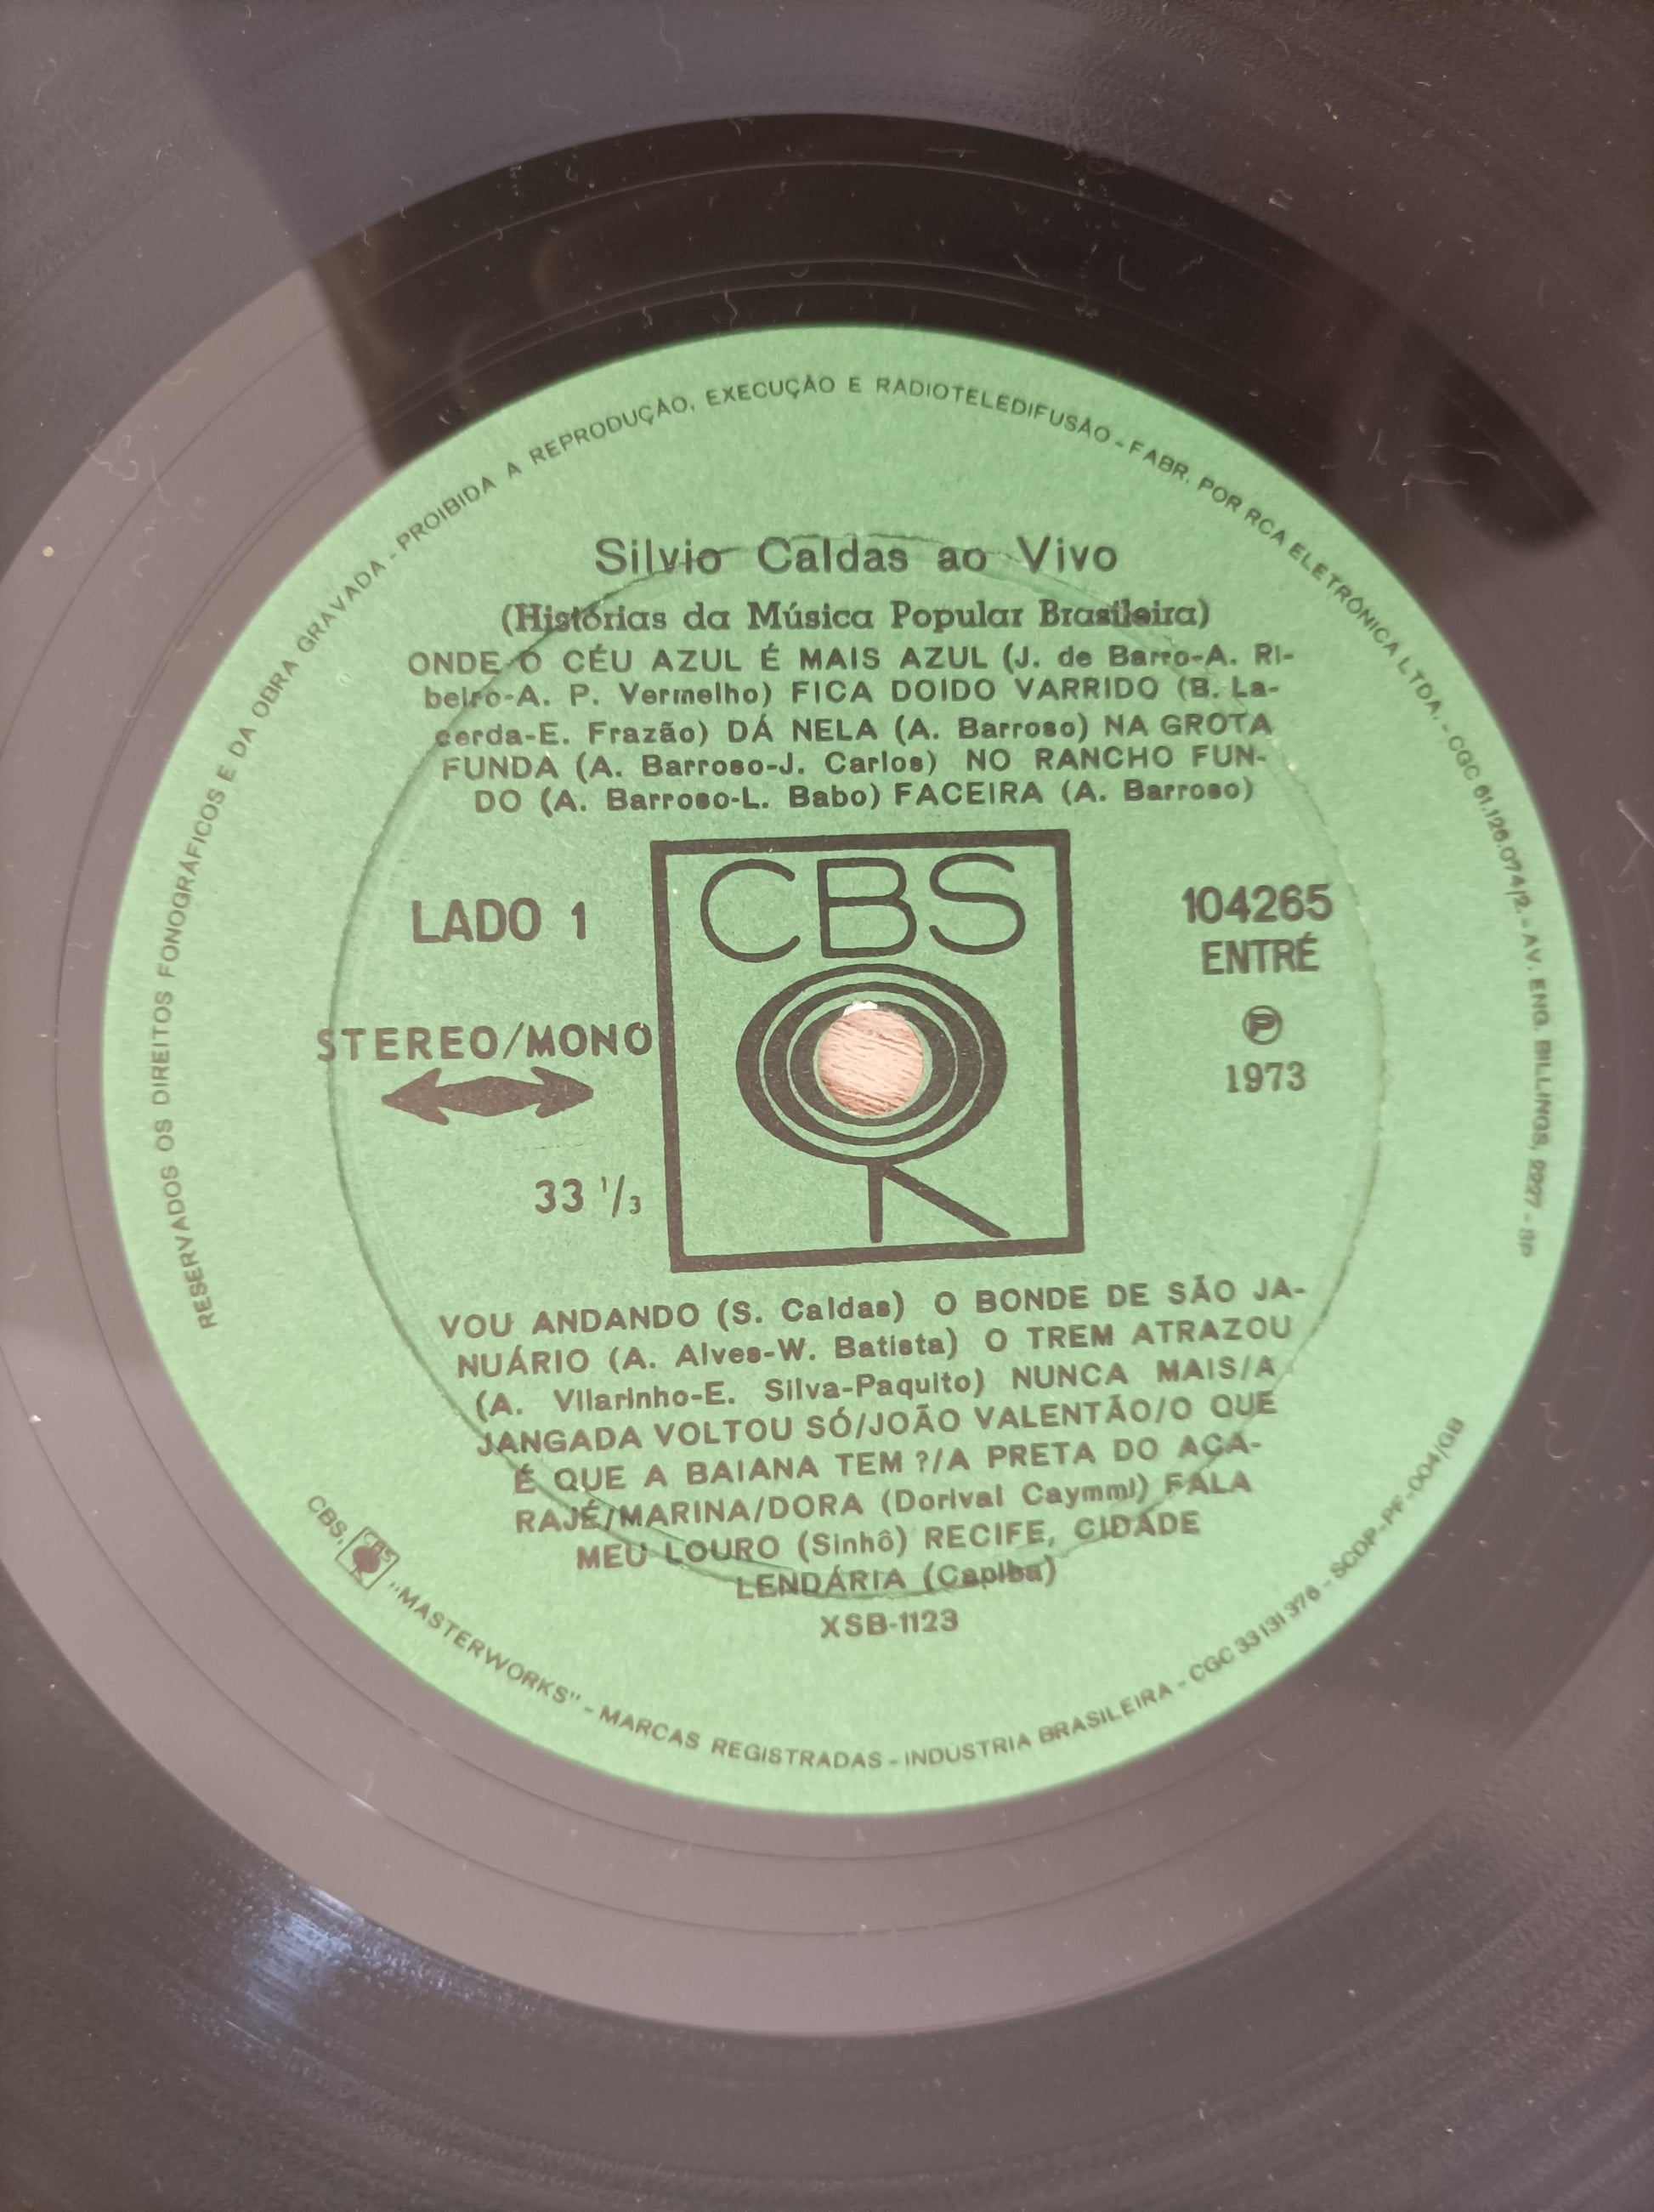 RESERVADOS OS DIREITOS FONOGRÁFICOS E DA OBRA GRAVADA - PROIBIDA A REPRODUÇÃO, EXECUÇÃO E RADIOTELEDIFUSÃO - FABR. POR RCA ELETRÔNICA LTDA. - CGC 61.126.074/2 - AV. ENG. BILLINGS, 2227 - SP
Silvio Caldas ao Vivo
(Histórias da Música Popular Brasileira)
ONDE O CÉU AZUL É MAIS AZUL (J. de Barro-A. Ri-
beiro-A. P. Vermelho) FICA DOIDO VARRIDO (B. La-
cerda-E. Frazão) DÁ NELA (A. Barroso) NA GROTA
FUNDA (A. Barroso-J. Carlos) NO RANCHO FUN-
DO (A. Barroso-L. Babo) FACEIRA (A. Barroso)
CBS
LADO 1
104265
ENTRÉ
STEREO/MONO
℗
1973
33 1/3
VOU ANDANDO (S. Caldas) O BONDE DE SÃO JA-
NUÁRIO (A. Alves-W. Batista) O TREM ATRAZOU
(A. Vilarinho-E. Silva-Paquito) NUNCA MAIS/A
JANGADA VOLTOU SÓ/JOÃO VALENTÃO/O QUE
É QUE A BAIANA TEM ?/A PRETA DO ACA-
RAJÉ/MARINA/DORA (Dorival Caymmi) FALA
MEU LOURO (Sinhô) RECIFE, CIDADE
LENDÁRIA (Capiba)
XSB-1123
CBS, CBS "MASTERWORKS" - MARCAS REGISTRADAS - INDÚSTRIA BRASILEIRA - CGC 33131376 - SCDP-PF-004/GB